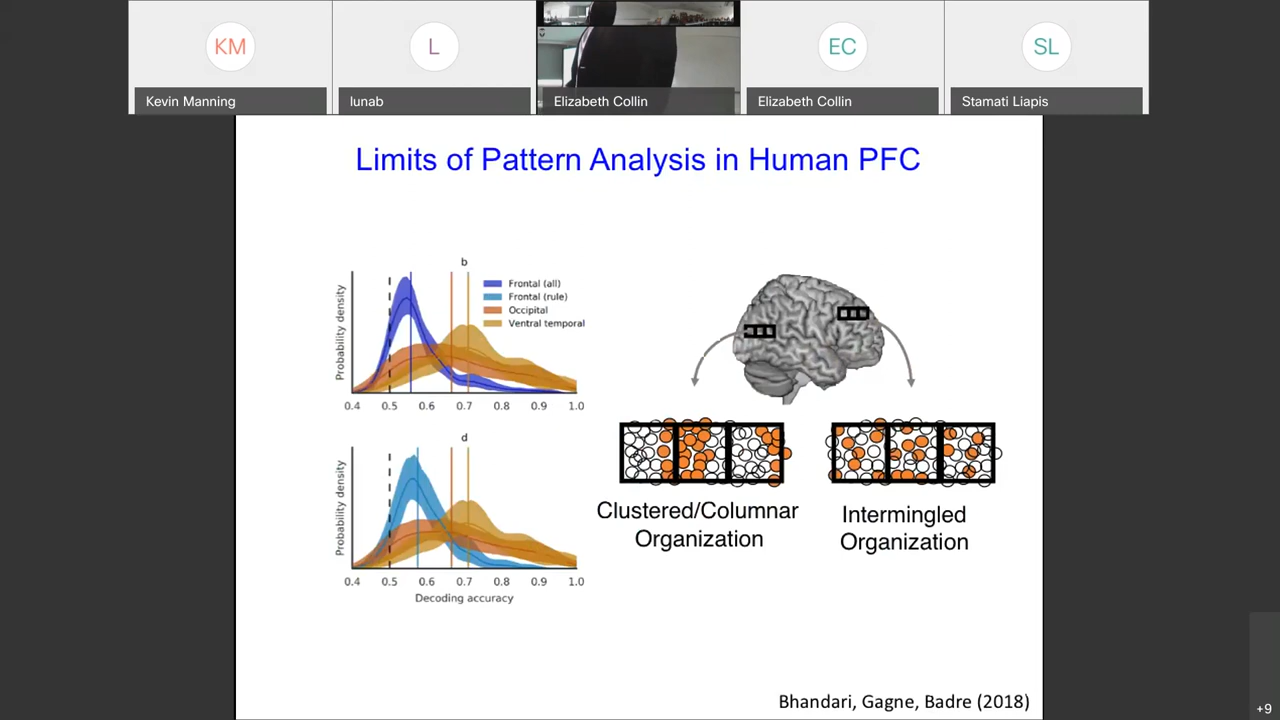 KM
L
EC
SL
Kevin Manning
lunab
Elizabeth Collin
Elizabeth Collin
Stamati Liapis
Limits of Pattern Analysis in Human PFC
b
Frontal (all)
Frontal (rule)
Occipital
Ventral temporal
Probability density
0.4 0.5 0.6 0.7 0.8 0.9 1.0
d
Probability density
0.4 0.5 0.6 0.7 0.8 0.9 1.0
Decoding accuracy
Clustered/Columnar
Organization
Intermingled
Organization
Bhandari, Gagne, Badre (2018)
+9